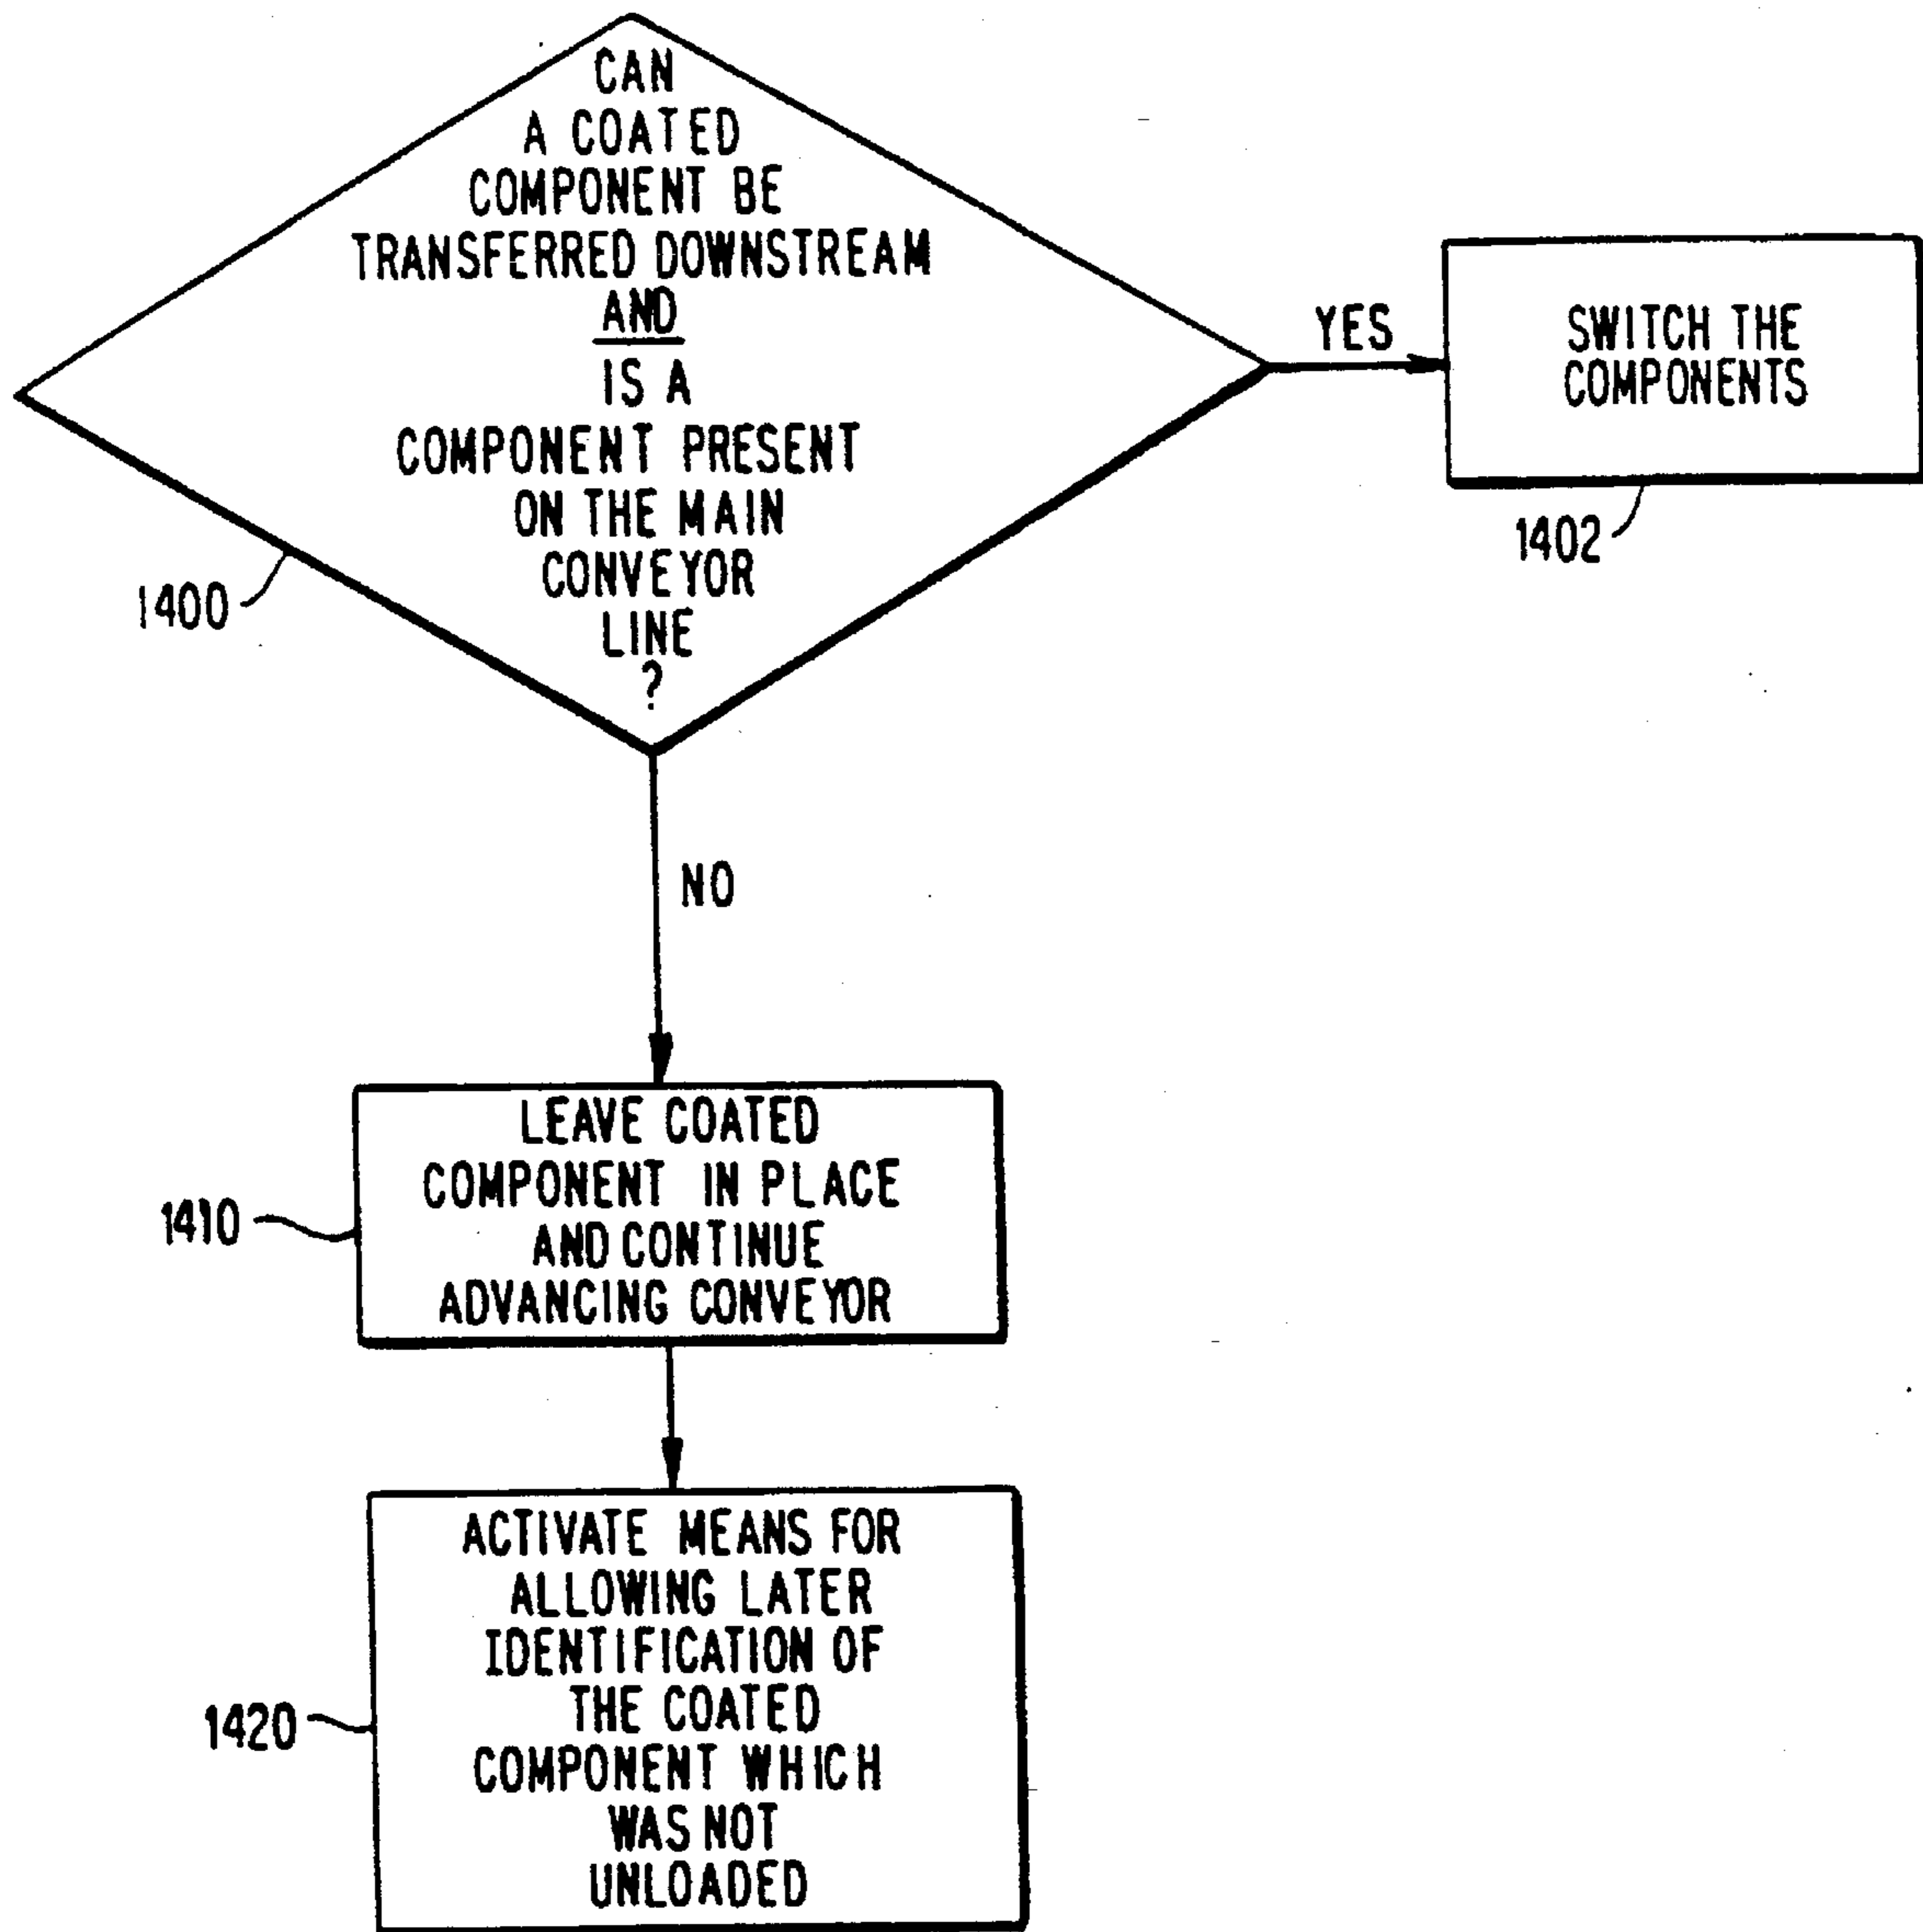 CAN
A COATED
COMPONENT BE
TRANSFERRED DOWNSTREAM
AND
IS A
COMPONENT PRESENT
ON THE MAIN
CONVEYOR
LINE
?
1400
YES
SWITCH THE
COMPONENTS
1402
NO
LEAVE COATED
COMPONENT IN PLACE
AND CONTINUE
ADVANCING CONVEYOR
1410
ACTIVATE MEANS FOR
ALLOWING LATER
IDENTIFICATION OF
THE COATED
COMPONENT WHICH
WAS NOT
UNLOADED
1420